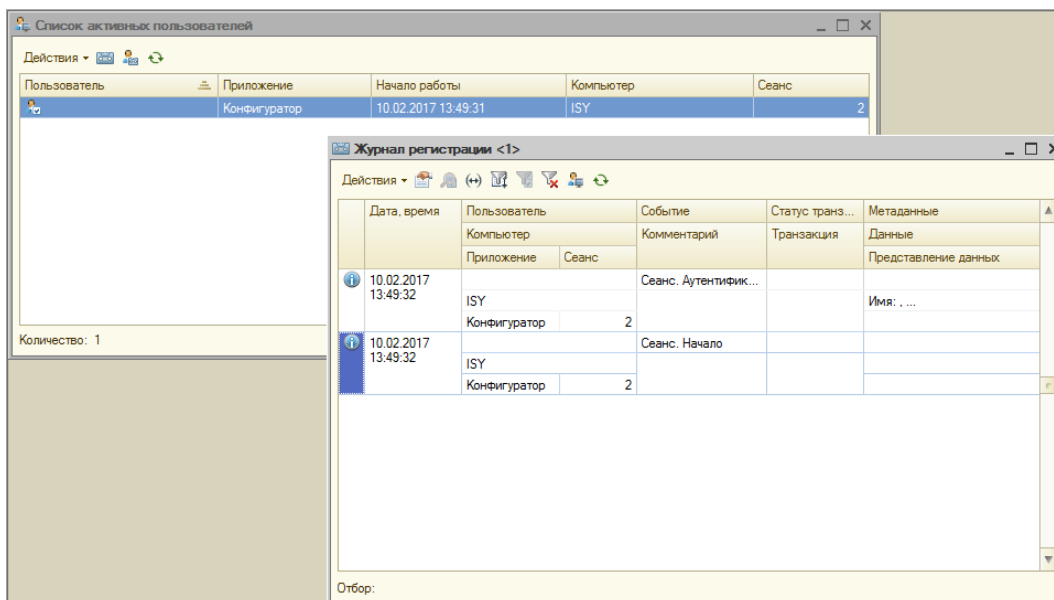 Список активных пользователей
Действия
Пользователь Приложение Начало работы Компьютер Сеанс
Конфигуратор 10.02.2017 13:49:31 ISY 2
Количество: 1
Журнал регистрации <1>
Действия
Дата, время Пользователь Событие Статус транз... Метаданные
Компьютер Комментарий Транзакция Данные
Приложение Сеанс Представление данных
10.02.2017 Сеанс. Аутентифик...
13:49:32 ISY Имя: , ...
Конфигуратор 2
10.02.2017 Сеанс. Начало
13:49:32 ISY
Конфигуратор 2
Отбор: